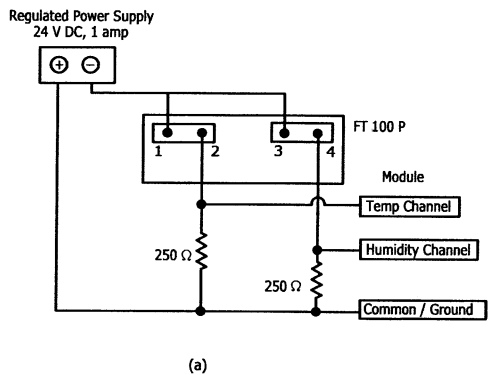 Regulated Power Supply
24 V DC, 1 amp
+ −
FT 100 P
1 2 3 4
Module
Temp Channel
250 Ω
Humidity Channel
250 Ω
Common / Ground
(a)